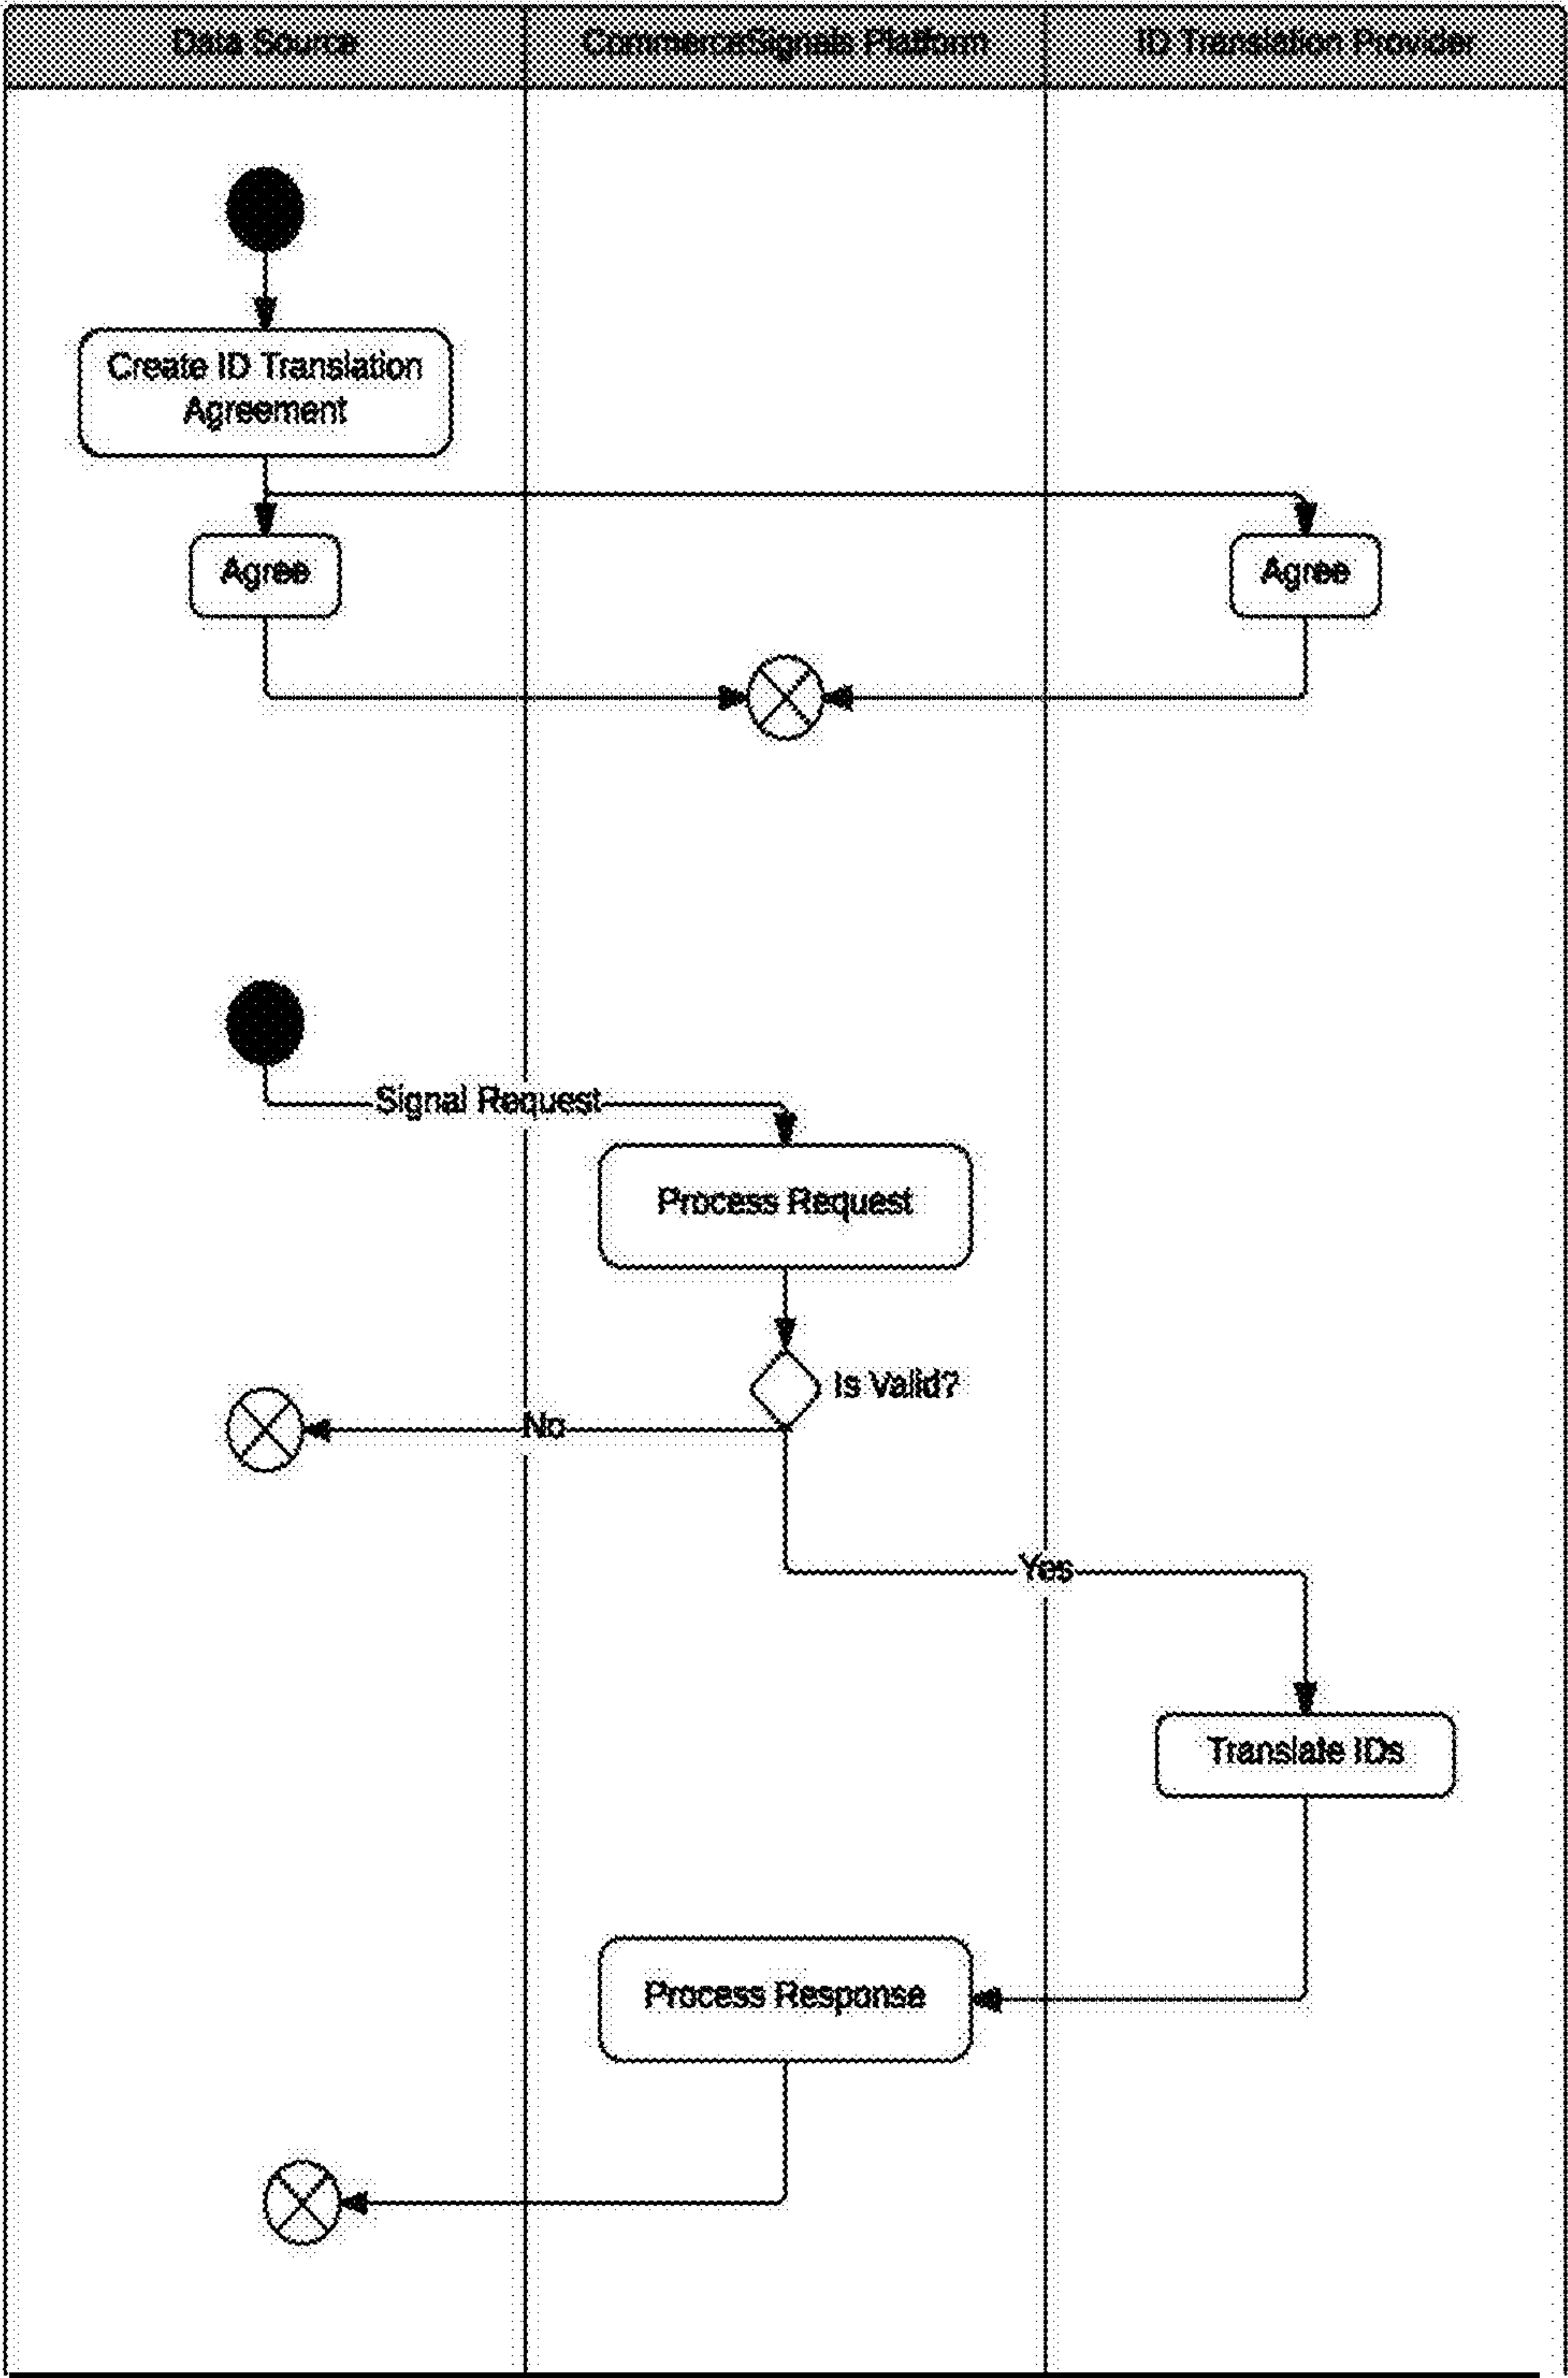 Data Source
CommerceSignals Platform
ID Translation Provider
Create ID Translation
Agreement
Agree
Agree
Signal Request
Process Request
Is Valid?
No
Yes
Translate IDs
Process Response